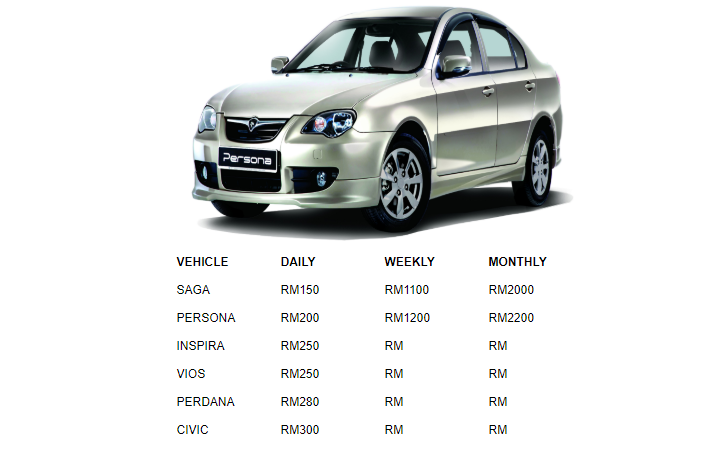 Persona
VEHICLE DAILY WEEKLY MONTHLY
SAGA RM150 RM1100 RM2000
PERSONA RM200 RM1200 RM2200
INSPIRA RM250 RM RM
VIOS RM250 RM RM
PERDANA RM280 RM RM
CIVIC RM300 RM RM